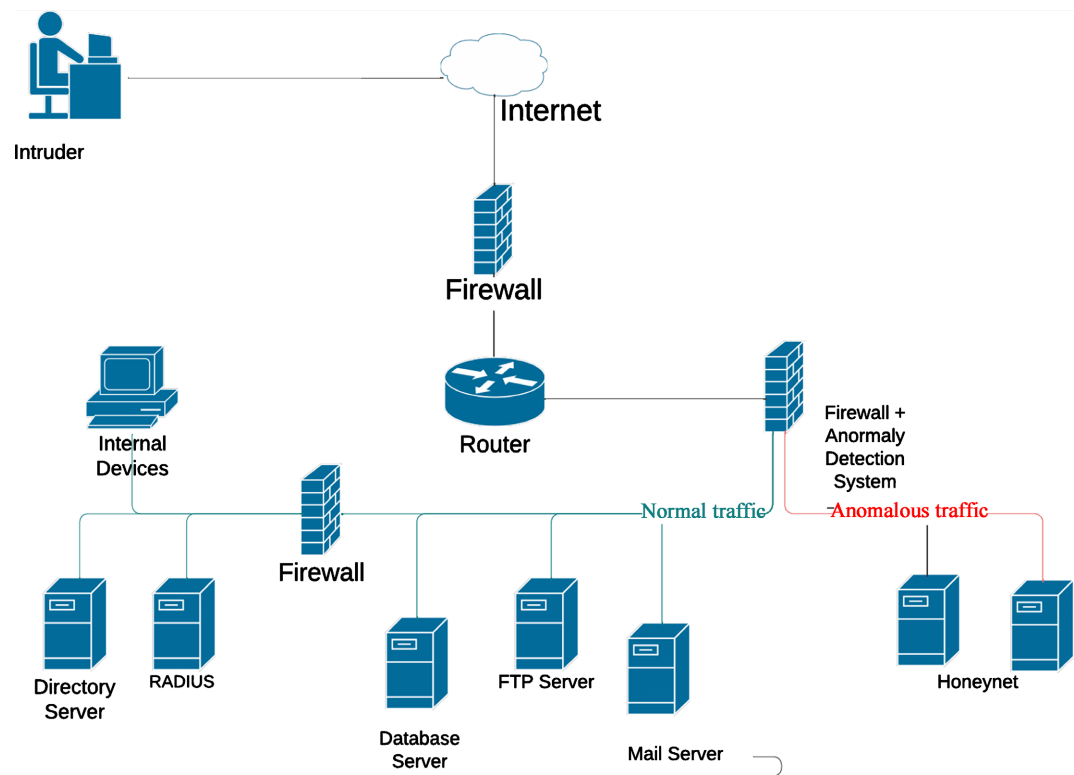 Internet
Intruder
Firewall
Router
Firewall +
Anormaly
Detection
System
Internal
Devices
Normal traffic
Anomalous traffic
Firewall
Directory
Server
RADIUS
Database
Server
FTP Server
Mail Server
Honeynet